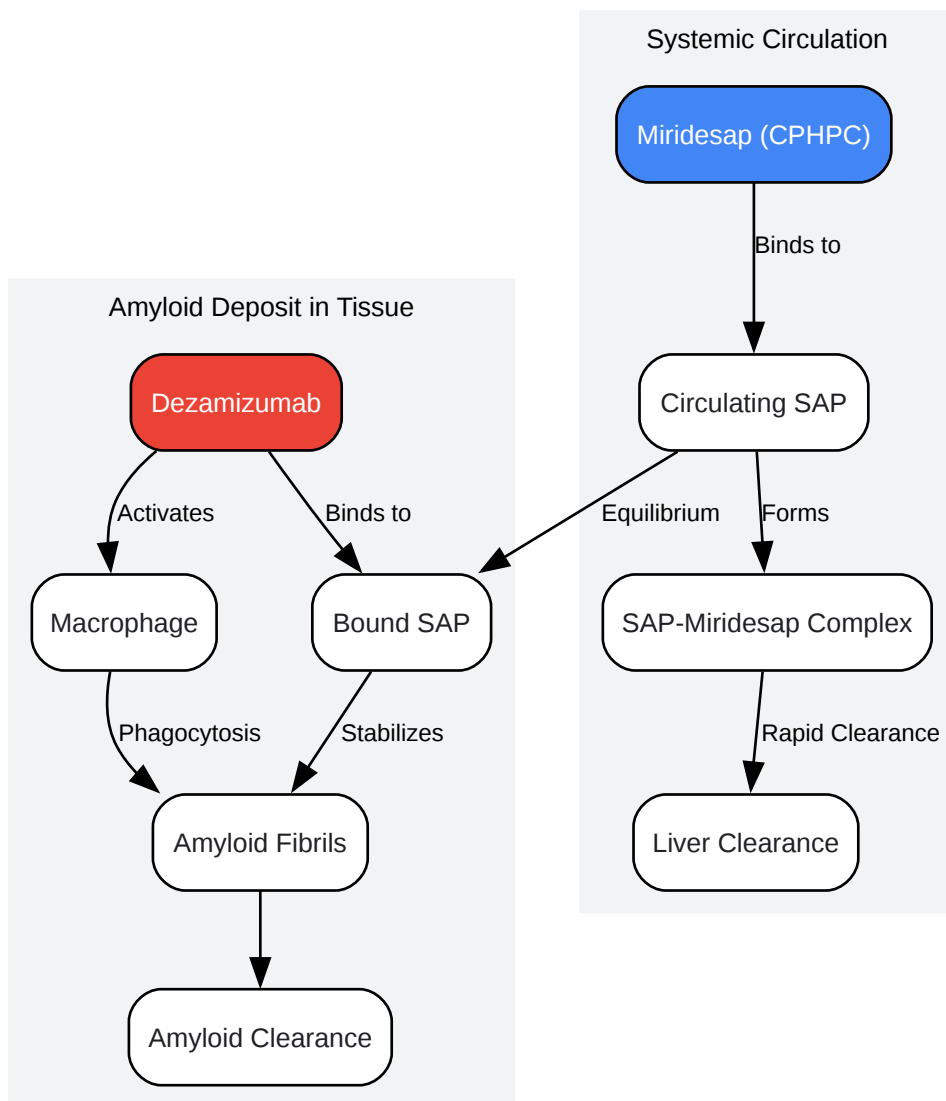 Systemic Circulation
Miridesap (CPHPC)
Binds to
Amyloid Deposit in Tissue
Dezamizumab
Circulating SAP
Activates
Binds to
Equilibrium
Forms
Macrophage
Bound SAP
SAP-Miridesap Complex
Phagocytosis
Stabilizes
Rapid Clearance
Amyloid Fibrils
Liver Clearance
Amyloid Clearance